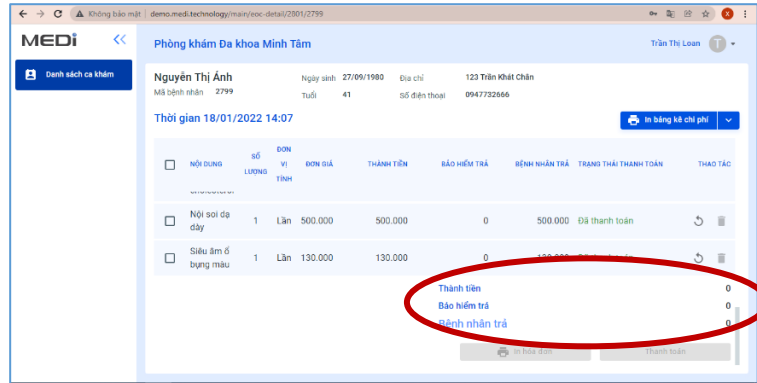 Không bảo mật | demo.medi.technology/main/eoc-detail/2001/2799
MEDi
Phòng khám Đa khoa Minh Tâm
Trần Thị Loan
T
X
Danh sách ca khám
Nguyễn Thị Ánh
Ngày sinh 27/09/1980 Địa chỉ 123 Trần Khát Chân
Mã bệnh nhân 2799
Tuổi 41 Số điện thoại 0947732666
Thời gian 18/01/2022 14:07
In bảng kê chi phí
NỘI DUNG SỐ LƯỢNG ĐƠN VỊ TÍNH ĐƠN GIÁ THÀNH TIỀN BẢO HIỂM TRẢ BỆNH NHÂN TRẢ TRẠNG THÁI THANH TOÁN THAO TÁC
Nội soi dạ dày 1 Lần 500.000 500.000 0 500.000 Đã thanh toán
Siêu âm ổ bụng màu 1 Lần 130.000 130.000 0 130.000 Đã thanh toán
Thành tiền 0
Bảo hiểm trả 0
Bệnh nhân trả 0
In hóa đơn
Thanh toán